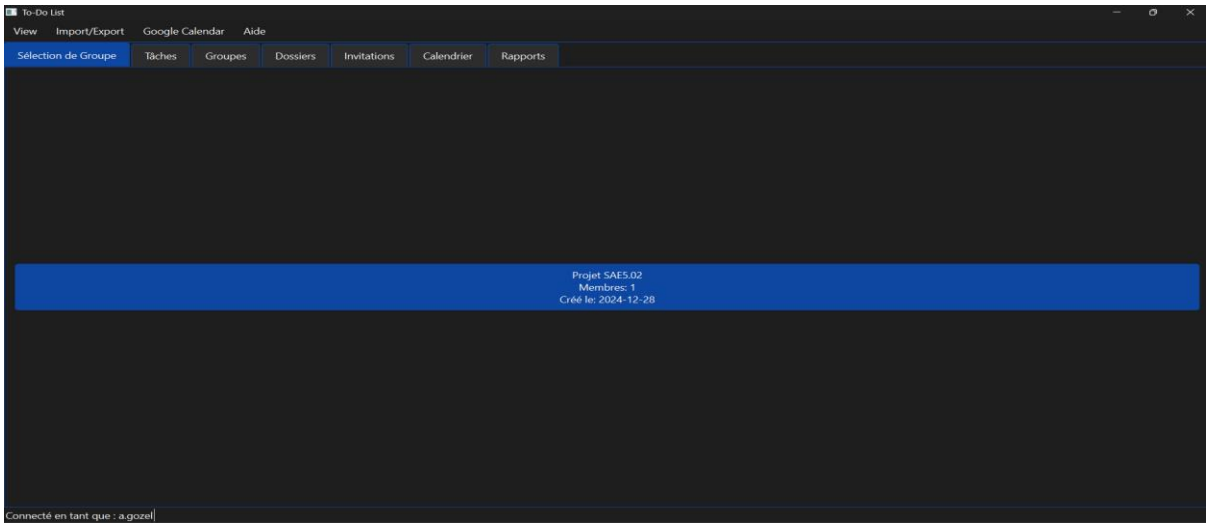 To-Do List
View Import/Export Google Calendar Aide
Sélection de Groupe Tâches Groupes Dossiers Invitations Calendrier Rapports
Projet SAE5.02
Membres: 1
Créé le: 2024-12-28
Connecté en tant que : a.gozel